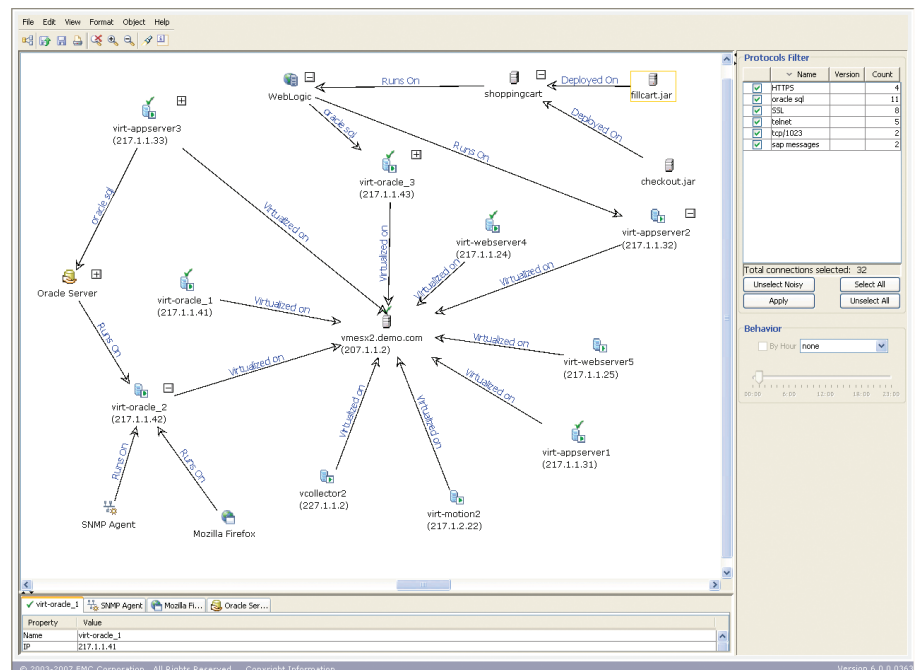 File Edit View Format Object Help
Runs On
Deployed On
WebLogic
shoppingcart
fillcart.jar
oracle sql
Deployed On
virt-appserver3
(217.1.1.33)
Runs On
checkout.jar
virt-oracle_3
(217.1.1.43)
oracle sql
Virtualized on
virt-webserver4
(217.1.1.24)
virt-appserver2
(217.1.1.32)
Virtualized on
Virtualized on
Virtualized on
Oracle Server
virt-oracle_1
(217.1.1.41)
Virtualized on
vmesx2.demo.com
(207.1.1.2)
Runs On
Virtualized on
virt-webserver5
(217.1.1.25)
Virtualized on
Virtualized on
virt-oracle_2
(217.1.1.42)
Virtualized on
Virtualized on
virt-appserver1
(217.1.1.31)
Runs On
Runs On
vcollector2
(227.1.1.2)
virt-motion2
(217.1.2.22)
SNMP Agent
Mozilla Firefox
Protocols Filter
Name Version Count
HTTPS 4
oracle sql 11
SSL 8
telnet 5
tcp/1023 2
sap messages 2
Total connections selected: 32
Unselect Noisy Select All
Apply Unselect All
Behavior
By Hour none
00:00 6:00 12:00 18:00 23:00
virt-oracle_1 SNMP Agent Mozilla Fi... Oracle Ser...
Property Value
Name virt-oracle_1
IP 217.1.1.41
© 2003-2007 EMC Corporation. All Rights Reserved. Copyright Information
Version 6.0.0.0363